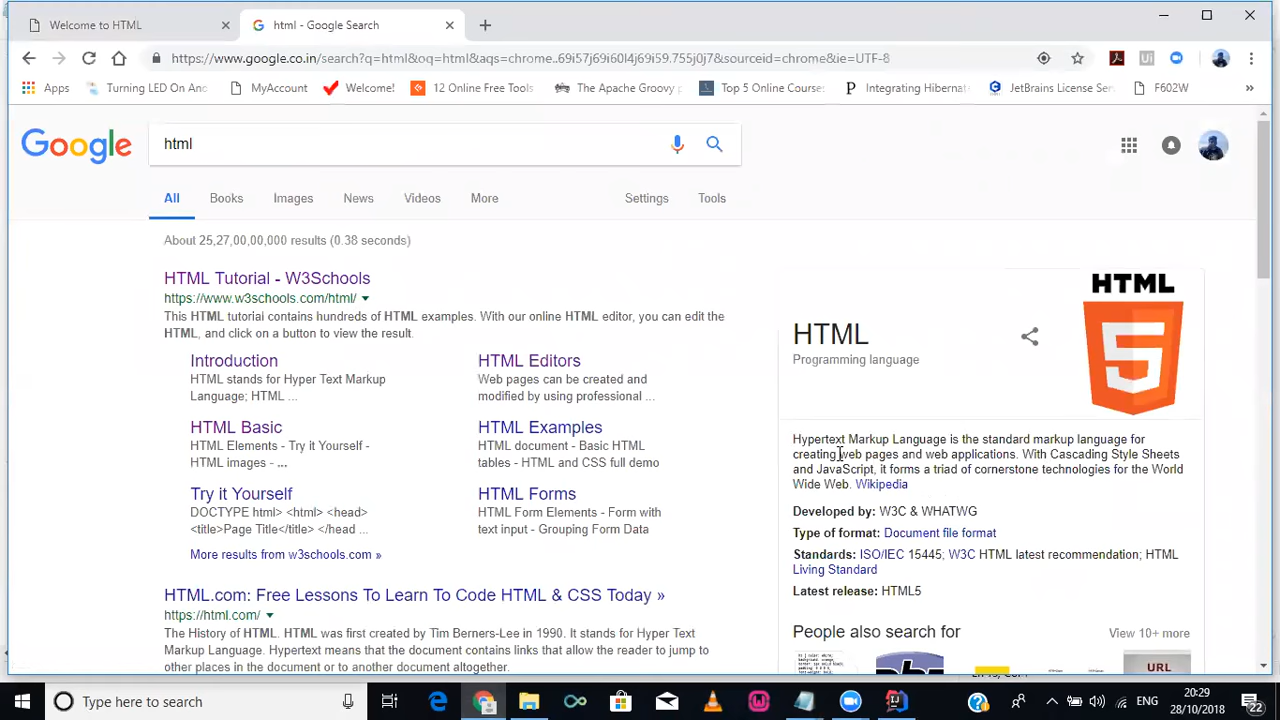 Welcome to HTML
html - Google Search
https://www.google.co.in/search?q=html&oq=html&aqs=chrome..69i57j69i60l4j69i59.755j0j7&sourceid=chrome&ie=UTF-8
Apps
Turning LED On And
MyAccount
Welcome!
12 Online Free Tools
The Apache Groovy
Top 5 Online Course
Integrating Hibernat
JetBrains License Ser
F602W
»
Google
html
All
Books
Images
News
Videos
More
Settings
Tools
About 25,27,00,00,000 results (0.38 seconds)
HTML Tutorial - W3Schools
https://www.w3schools.com/html/
This HTML tutorial contains hundreds of HTML examples. With our online HTML editor, you can edit the
HTML, and click on a button to view the result.
Introduction
HTML stands for Hyper Text Markup
Language; HTML ...
HTML Editors
Web pages can be created and
modified by using professional ...
HTML Basic
HTML Elements - Try it Yourself -
HTML images - ...
HTML Examples
HTML document - Basic HTML
tables - HTML and CSS full demo
Try it Yourself
DOCTYPE html> <html> <head>
<title>Page Title</title> </head ...
HTML Forms
HTML Form Elements - Form with
text input - Grouping Form Data
More results from w3schools.com »
HTML.com: Free Lessons To Learn To Code HTML & CSS Today »
https://html.com/
The History of HTML. HTML was first created by Tim Berners-Lee in 1990. It stands for Hyper Text
Markup Language. Hypertext means that the document contains links that allow the reader to jump to
other places in the document or to another document altogether.
HTML
5
HTML
Programming language
Hypertext Markup Language is the standard markup language for
creating web pages and web applications. With Cascading Style Sheets
and JavaScript, it forms a triad of cornerstone technologies for the World
Wide Web. Wikipedia
Developed by: W3C & WHATWG
Type of format: Document file format
Standards: ISO/IEC 15445; W3C HTML latest recommendation; HTML
Living Standard
Latest release: HTML5
People also search for
View 10+ more
URL
Type here to search
ENG
20:29
28/10/2018
22